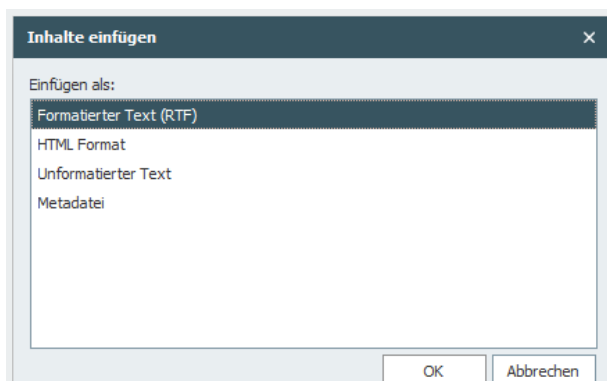 Inhalte einfügen
Einfügen als:
Formatierter Text (RTF)
HTML Format
Unformatierter Text
Metadatei
OK Abbrechen